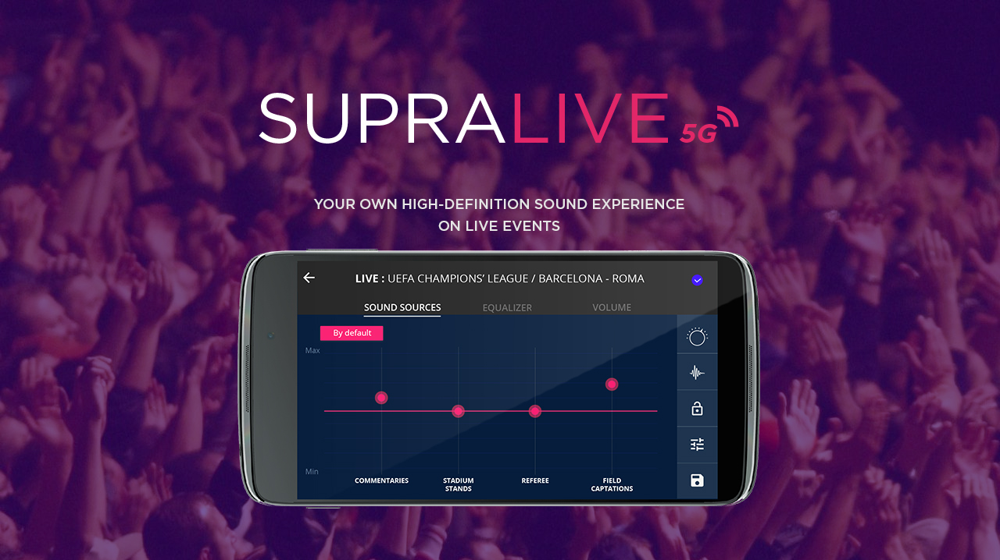 SUPRALIVE 5G
YOUR OWN HIGH-DEFINITION SOUND EXPERIENCE
ON LIVE EVENTS
LIVE : UEFA CHAMPIONS’ LEAGUE / BARCELONA - ROMA
SOUND SOURCES EQUALIZER VOLUME
By default
Max
Min
COMMENTARIES
STADIUM
STANDS
REFEREE
FIELD
CAPTATIONS